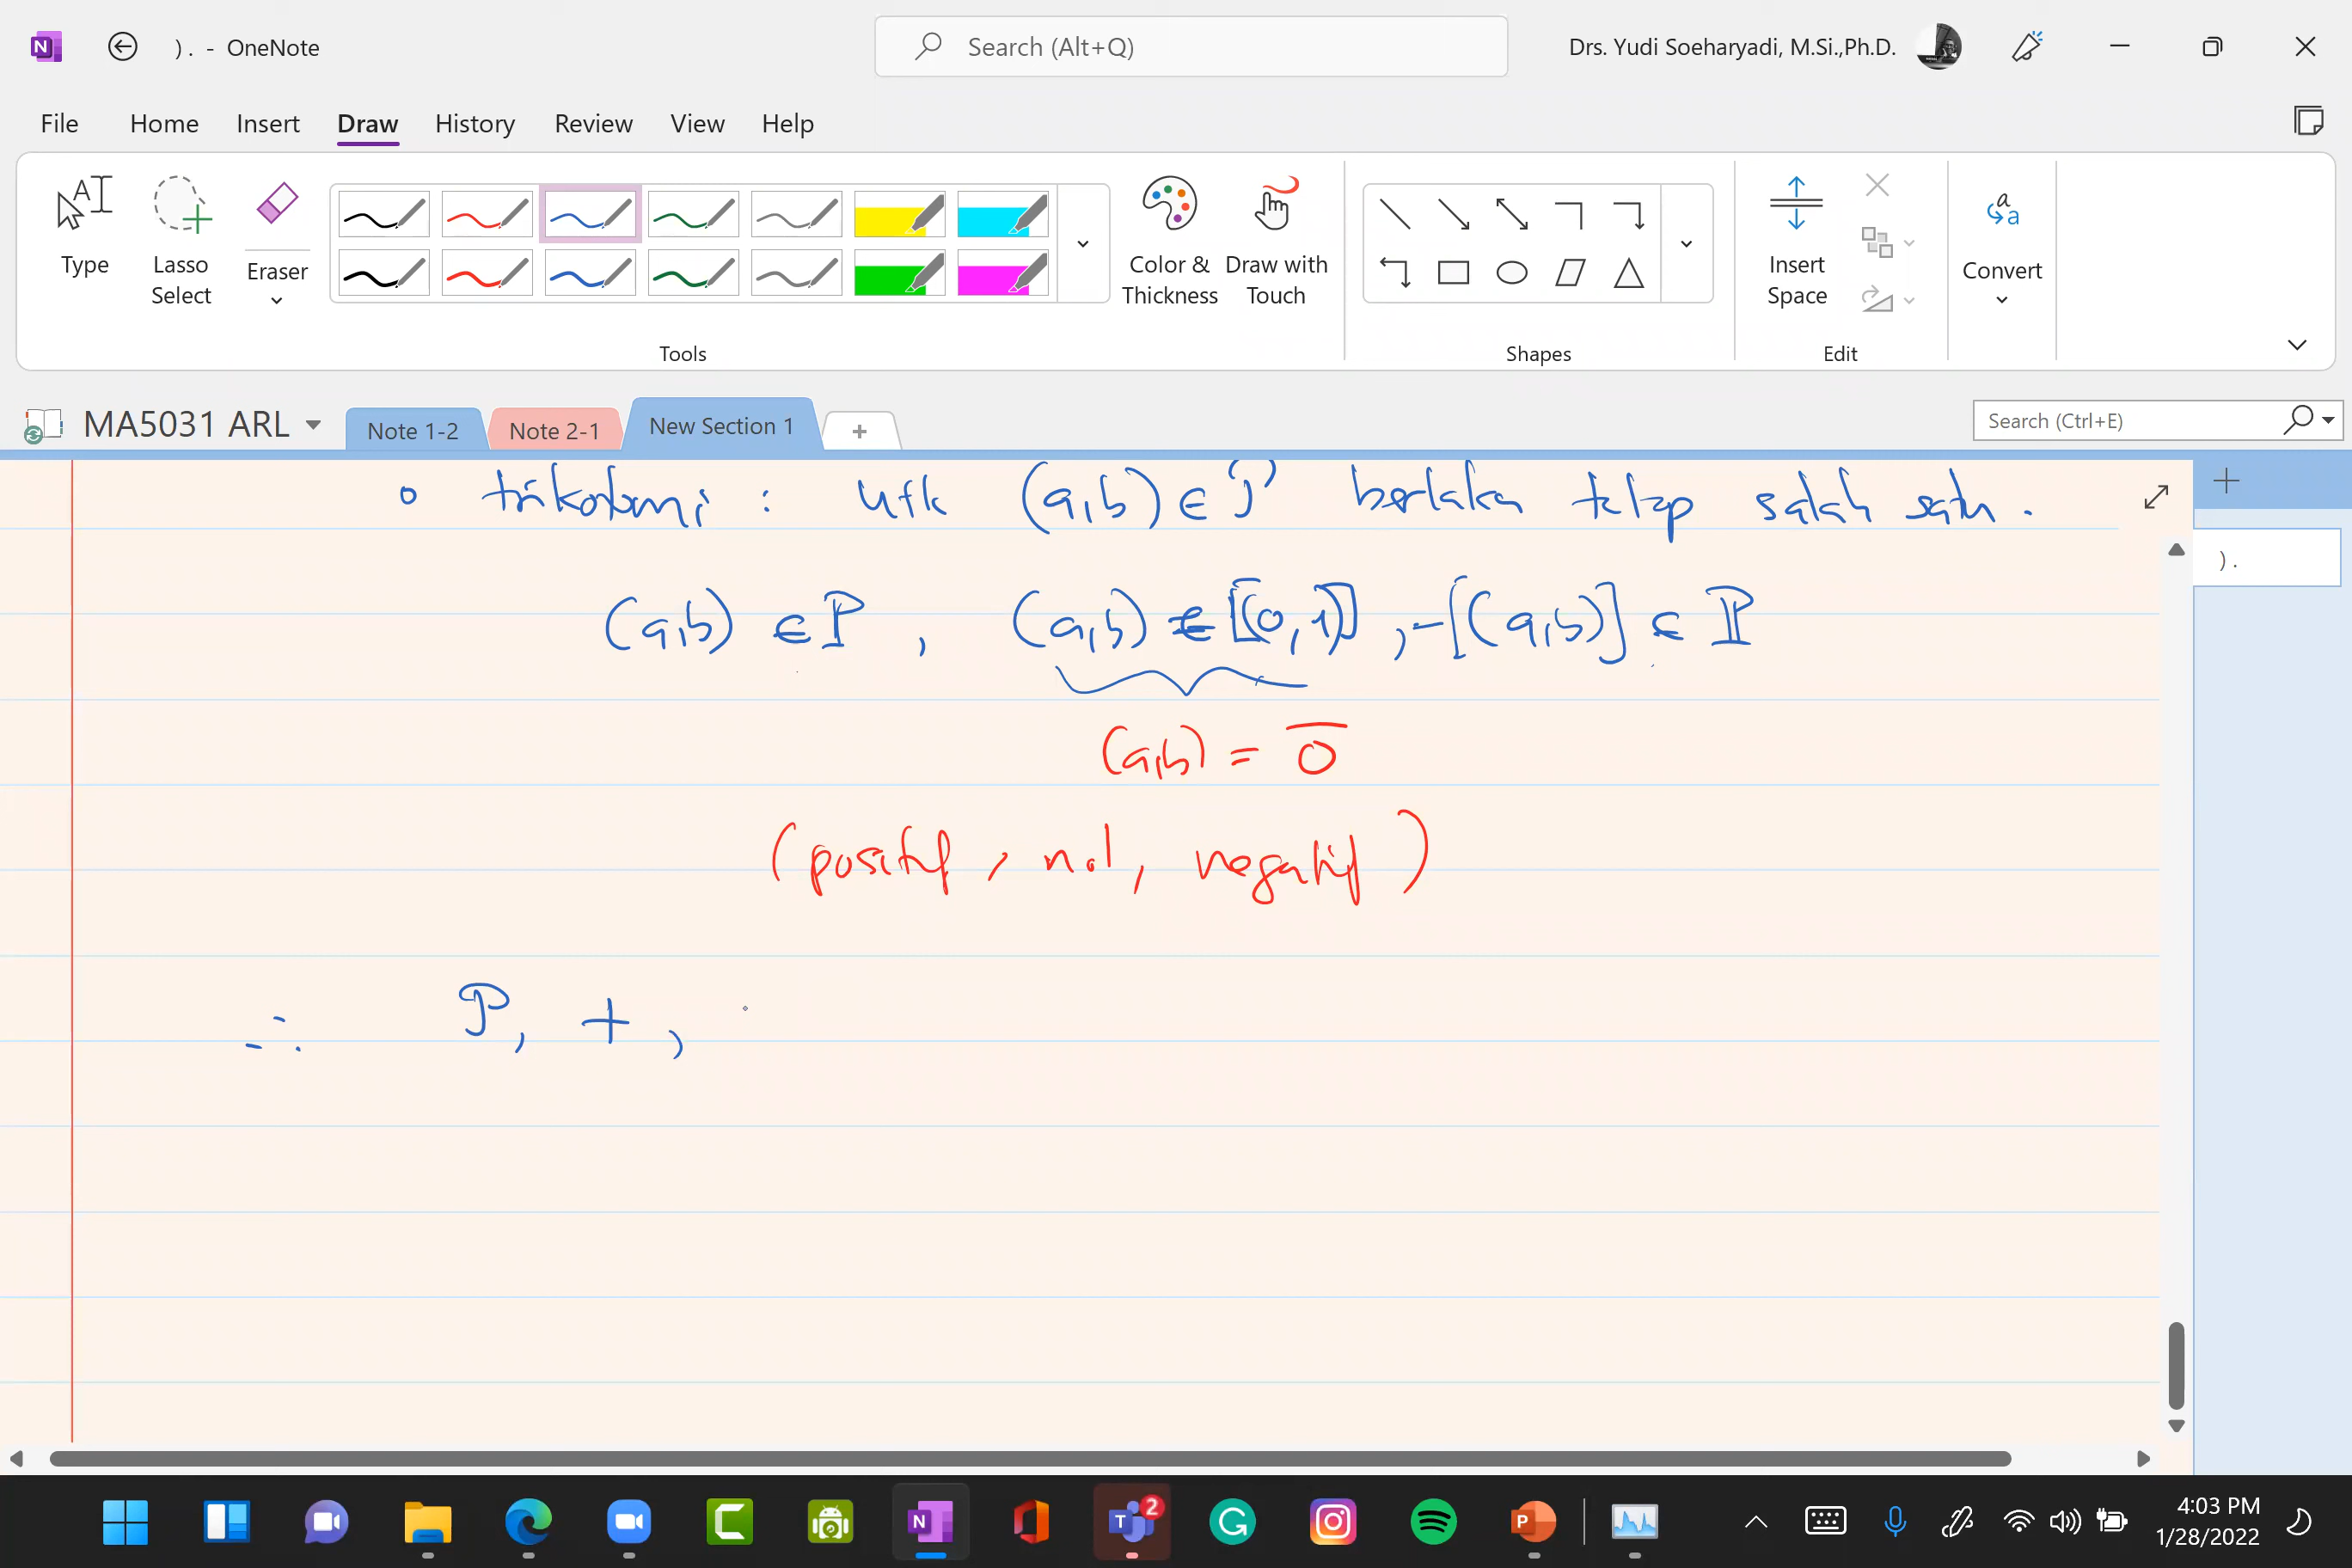 ) . - OneNote
Search (Alt+Q)
Drs. Yudi Soeharyadi, M.Si.,Ph.D.
File Home Insert Draw History Review View Help
Type
Lasso Select
Eraser
Color & Thickness
Draw with Touch
Insert Space
Convert
Tools
Shapes
Edit
MA5031 ARL
Note 1-2
Note 2-1
New Section 1
Search (Ctrl+E)
) .
trikotomi : utk (a,b) ∈ berlaku tetap salah satu .
(a,b) ∈ ℙ , (a,b) ∈ [(0,1)] , -[(a,b)] ∈ ℙ
(a,b) = 0̅
(positif , nol, negatif)
∴ P, + ,
2
4:03 PM
1/28/2022